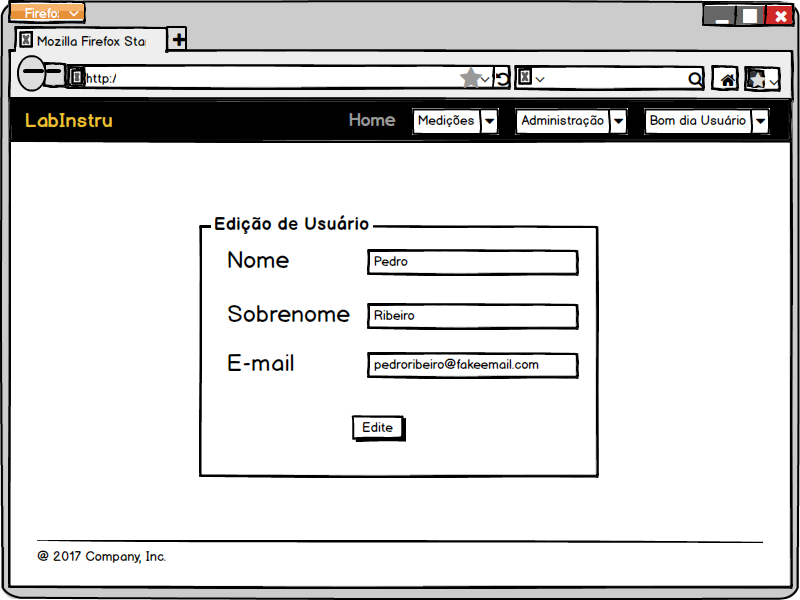 Firefo:
Mozilla Firefox Sta
http:/
LabInstru Home Medições Administração Bom dia Usuário
Edição de Usuário
Nome Pedro
Sobrenome Ribeiro
E-mail pedroribeiro@fakeemail.com
Edite
@ 2017 Company, Inc.